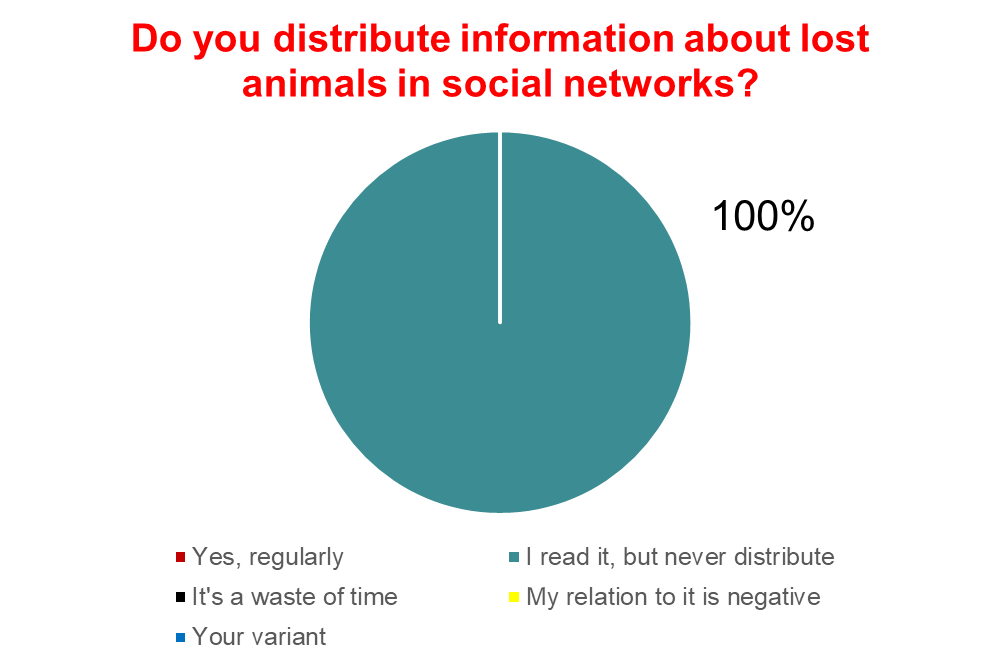 Do you distribute information about lost
animals in social networks?
100%
Yes, regularly
I read it, but never distribute
It's a waste of time
My relation to it is negative
Your variant